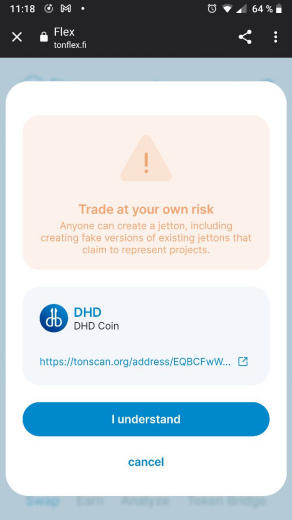 11:18
64 %
Flex
tonflex.fi
Trade at your own risk
Anyone can create a jetton, including
creating fake versions of existing jettons that
claim to represent projects.
DHD
DHD Coin
https://tonscan.org/address/EQBCFwW...
I understand
cancel
Swap Earn Analyze Token Bridge